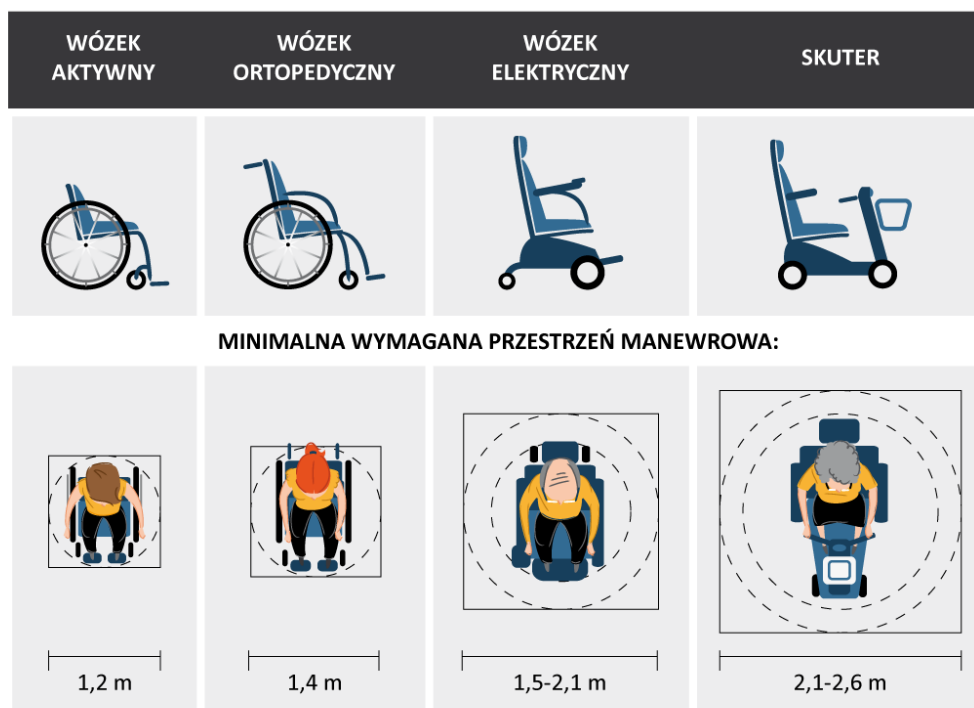 WÓZEK
AKTYWNY
WÓZEK
ORTOPEDYCZNY
WÓZEK
ELEKTRYCZNY
SKUTER
MINIMALNA WYMAGANA PRZESTRZEŃ MANEWROWA:
1,2 m
1,4 m
1,5-2,1 m
2,1-2,6 m